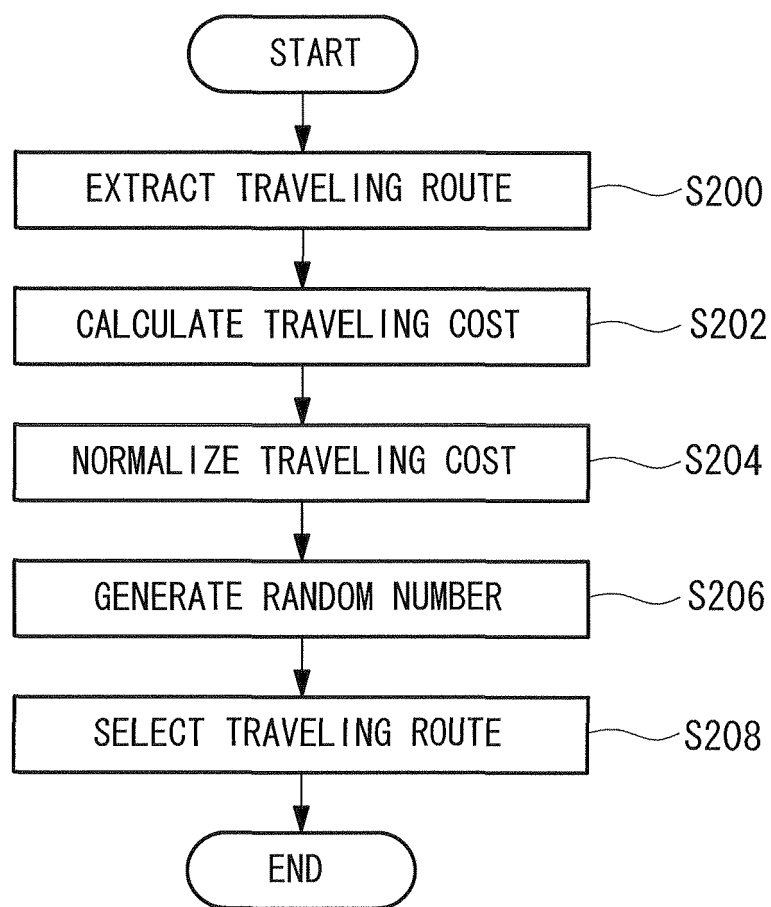 START
EXTRACT TRAVELING ROUTE S200
CALCULATE TRAVELING COST S202
NORMALIZE TRAVELING COST S204
GENERATE RANDOM NUMBER S206
SELECT TRAVELING ROUTE S208
END